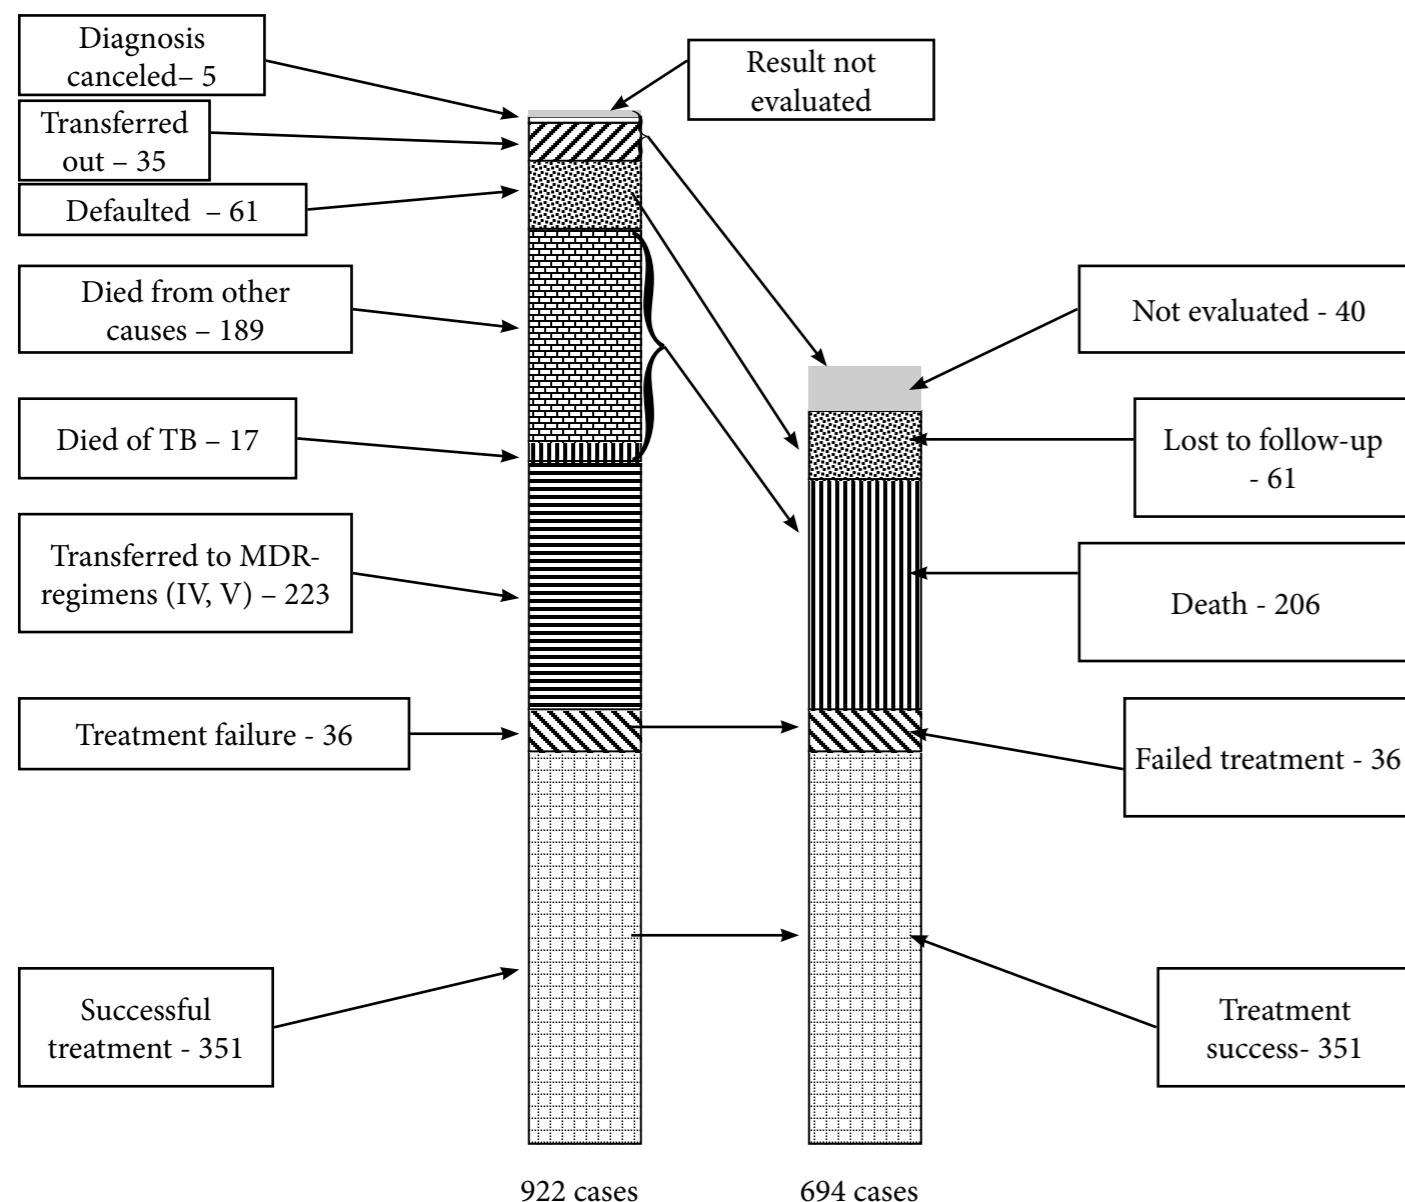 Diagnosis
canceled– 5
Result not
evaluated
Transferred
out – 35
Defaulted – 61
Died from other
causes – 189
Not evaluated - 40
Died of TB – 17
Lost to follow-up
- 61
Transferred to MDR-
regimens (IV, V) – 223
Death - 206
Treatment failure - 36
Failed treatment - 36
Successful
treatment - 351
Treatment
success- 351
922 cases
694 cases